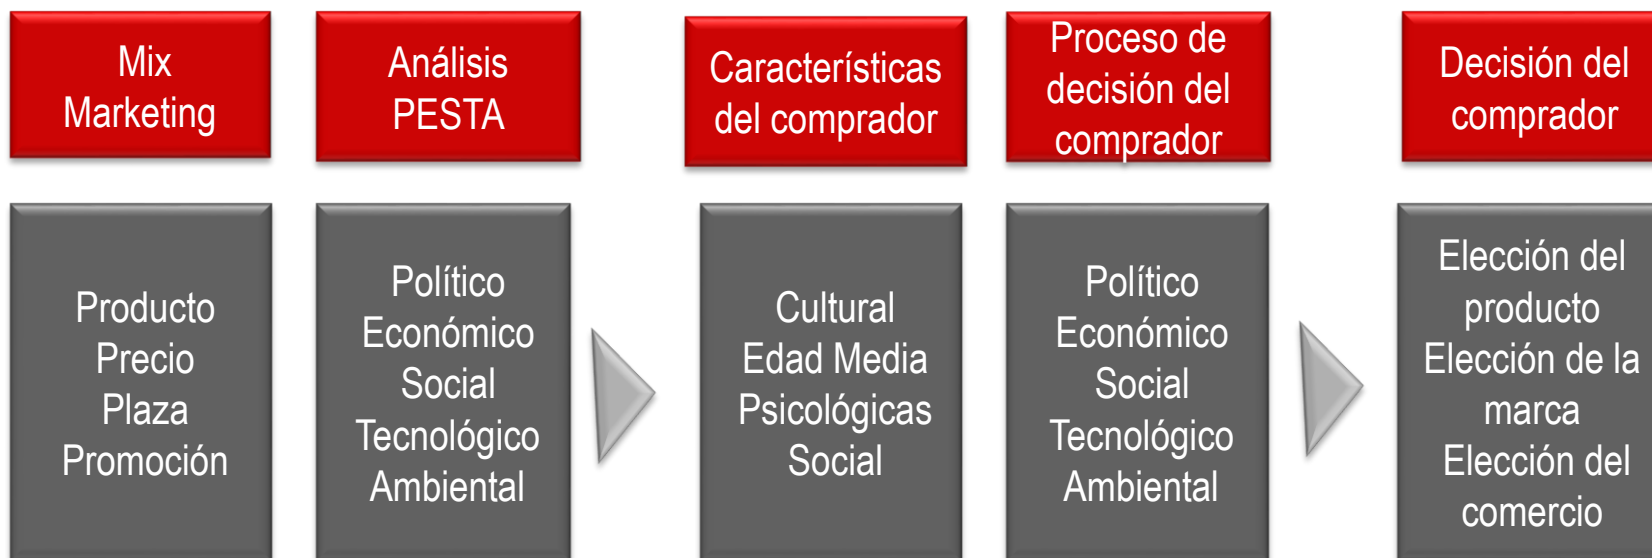 Mix
Marketing
Análisis
PESTA
Características
del comprador
Proceso de
decisión del
comprador
Decisión del
comprador
Producto
Precio
Plaza
Promoción
Político
Económico
Social
Tecnológico
Ambiental
Cultural
Edad Media
Psicológicas
Social
Político
Económico
Social
Tecnológico
Ambiental
Elección del
producto
Elección de la
marca
Elección del
comercio